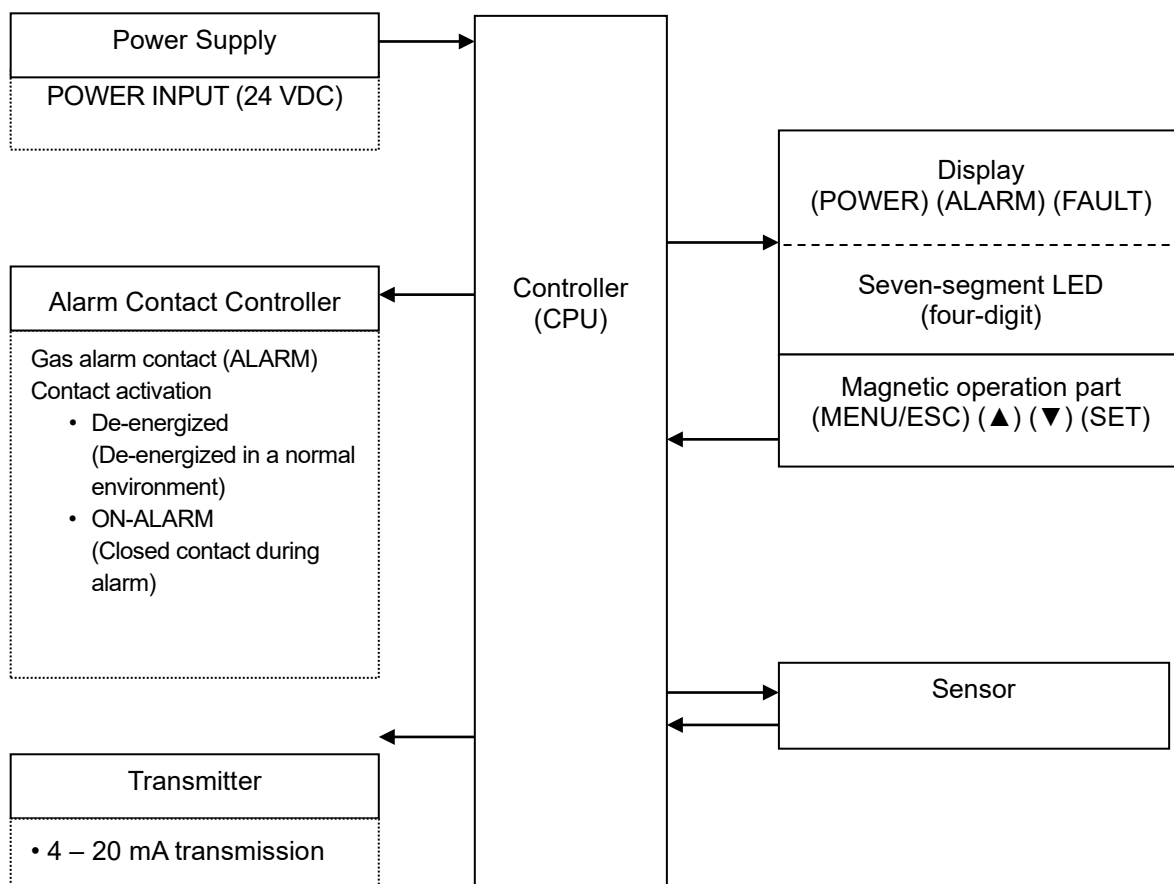 Power Supply
POWER INPUT (24 VDC)
Alarm Contact Controller
Gas alarm contact (ALARM)
Contact activation
• De-energized
(De-energized in a normal
environment)
• ON-ALARM
(Closed contact during
alarm)
Transmitter
• 4 – 20 mA transmission
Controller
(CPU)
Display
(POWER) (ALARM) (FAULT)
Seven-segment LED
(four-digit)
Magnetic operation part
(MENU/ESC) (▲) (▼) (SET)
Sensor